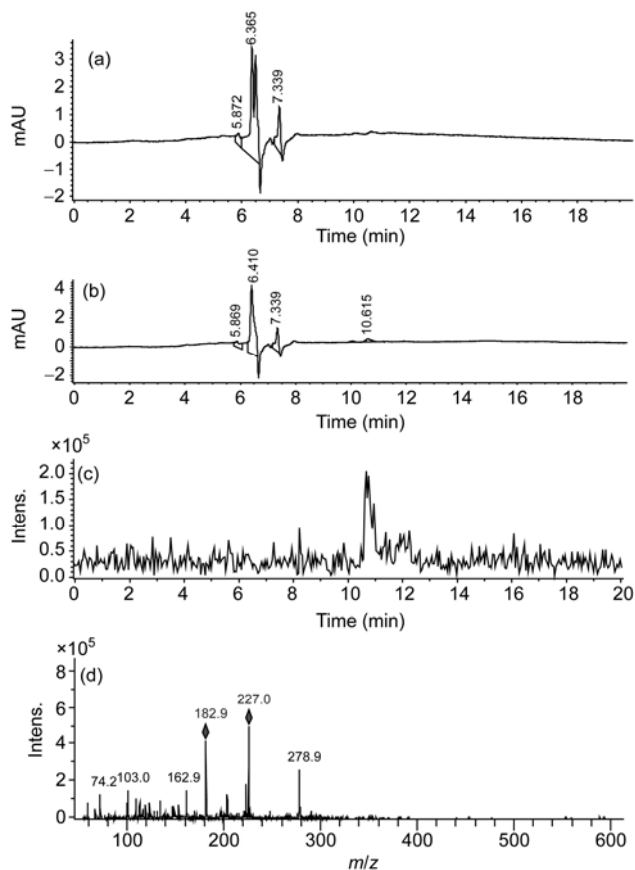 (a)
mAU
3
2
1
0
−1
−2
5.872
6.365
7.339
0 2 4 6 8 10 12 14 16 18
Time (min)
(b)
mAU
4
2
0
−2
5.869
6.410
7.339
10.615
0 2 4 6 8 10 12 14 16 18
Time (min)
×10⁵
(c)
Intens.
2.0
1.5
1.0
0.5
0.0
0 2 4 6 8 10 12 14 16 18 20
Time (min)
×10⁵
(d)
Intens.
8
6
4
2
0
74.2
103.0
162.9
182.9
227.0
278.9
100 200 300 400 500 600
m/z